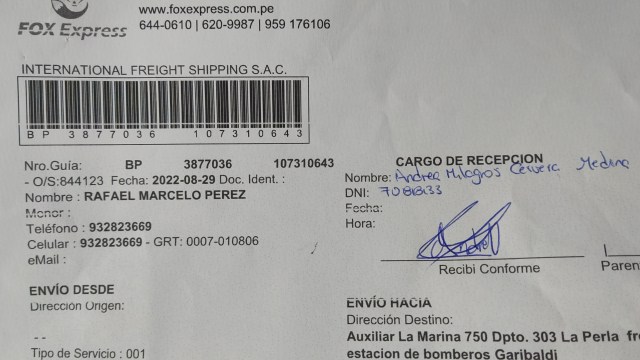 www.foxexpress.com.pe
644-0610 | 620-9987 | 959 176106
FOX Express
INTERNATIONAL FREIGHT SHIPPING S.A.C.
BP 3877036 107310643
Nro.Guía: BP 3877036 107310643
- O/S:844123 Fecha: 2022-08-29 Doc. Ident. :
Nombre : RAFAEL MARCELO PEREZ
Menor :
Teléfono : 932823669
Celular : 932823669 - GRT: 0007-010806
eMail :
ENVÍO DESDE
Dirección Origen:
- -
Tipo de Servicio : 001
CARGO DE RECEPCION
Nombre: Andrea Milagros Cervera Medina
DNI:
Fecha:
Hora:
Recibi Conforme
Paren
ENVÍO HACIA
Dirección Destino:
Auxiliar La Marina 750 Dpto. 303 La Perla fre
estacion de bomberos Garibaldi